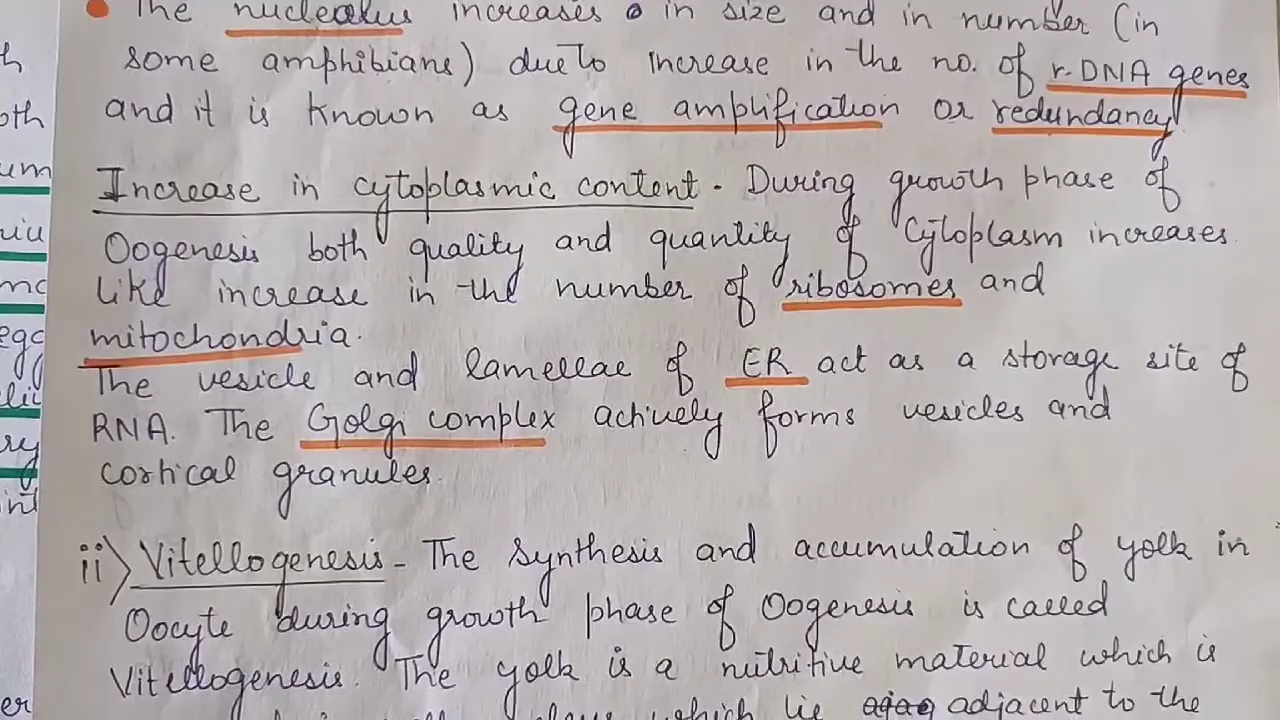 The nucleolus increases in size and in number (in
some amphibians) due to increase in the no. of r.DNA genes
and it is known as gene amplification or redundancy.
Increase in cytoplasmic content. During growth phase of
Oogenesis both quality and quantity of Cytoplasm increases.
like increase in the number of ribosomes and
mitochondria.
The vesicle and lamellae of ER act as a storage site of
RNA. The Golgi complex actively forms vesicles and
cortical granules.
ii) Vitellogenesis - The synthesis and accumulation of yolk in
Oocyte during growth phase of Oogenesis is called
Vitellogenesis. The yolk is a nutritive material which is
which lie adjacent to the